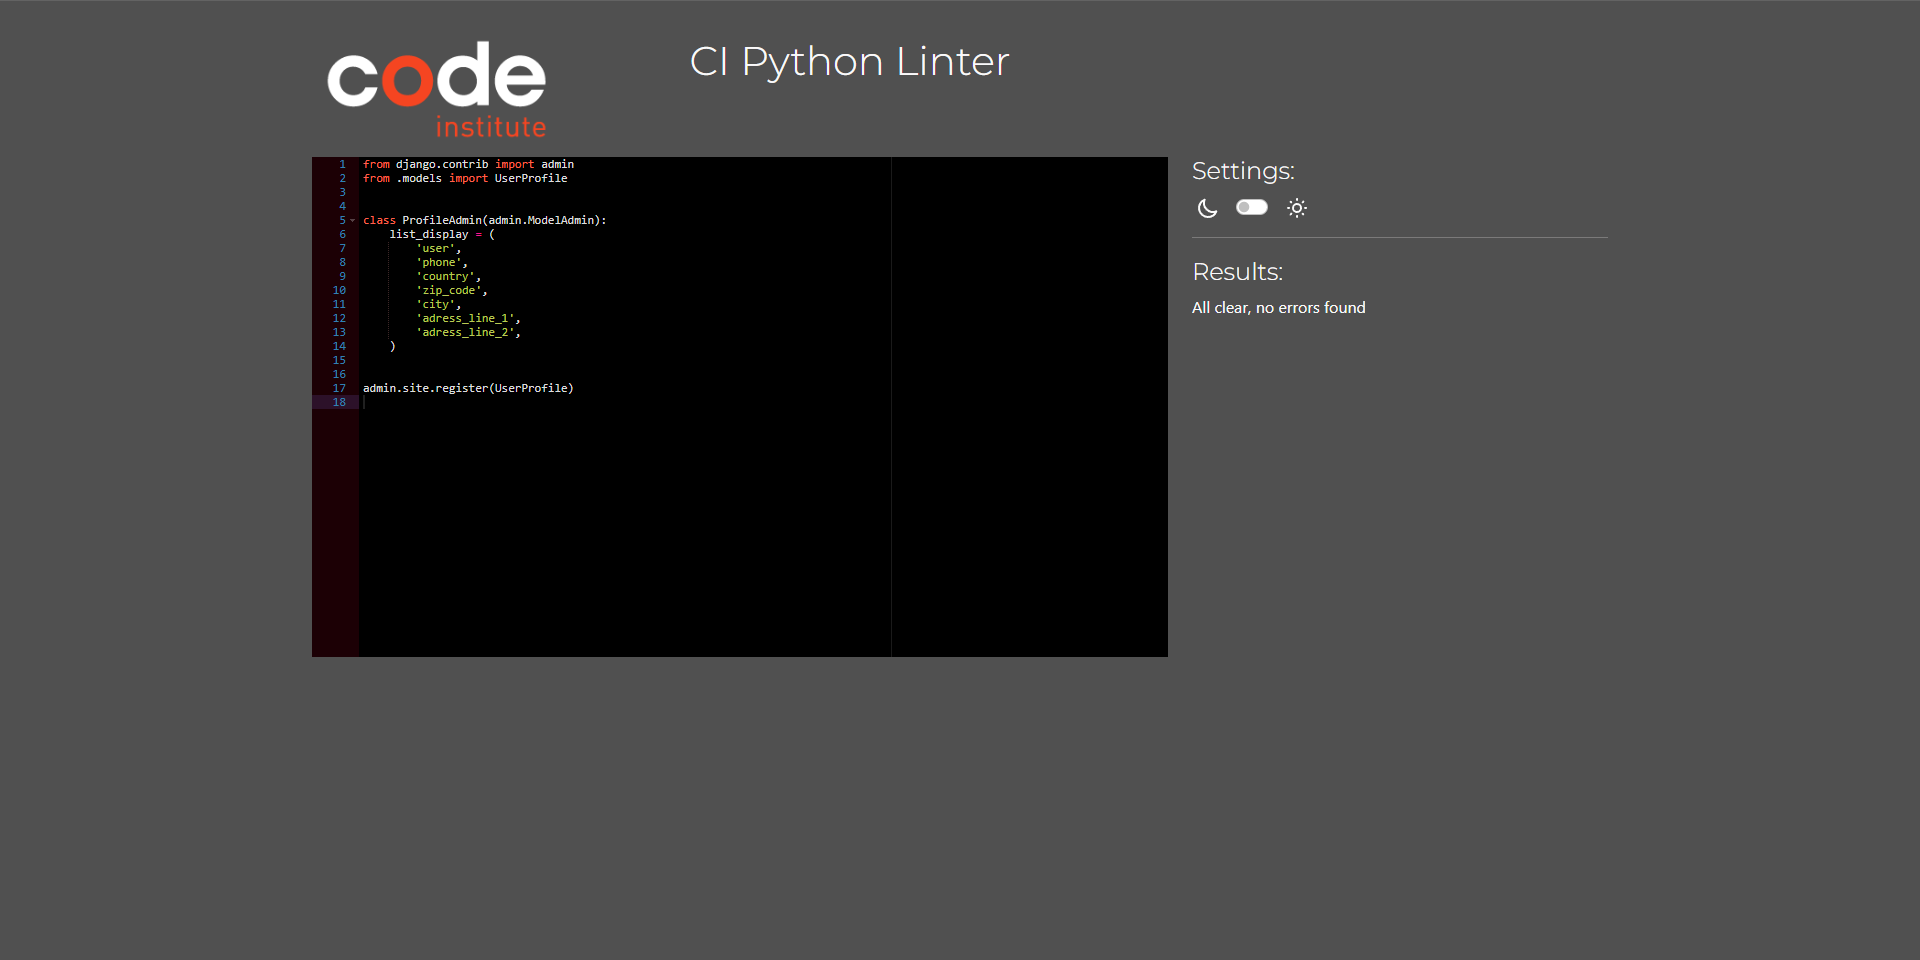 code
institute
CI Python Linter
1 from django.contrib import admin
2 from .models import UserProfile
3
4
5 class ProfileAdmin(admin.ModelAdmin):
6     list_display = (
7         'user',
8         'phone',
9         'country',
10         'zip_code',
11         'city',
12         'adress_line_1',
13         'adress_line_2',
14     )
15
16
17 admin.site.register(UserProfile)
18
Settings:
Results:
All clear, no errors found